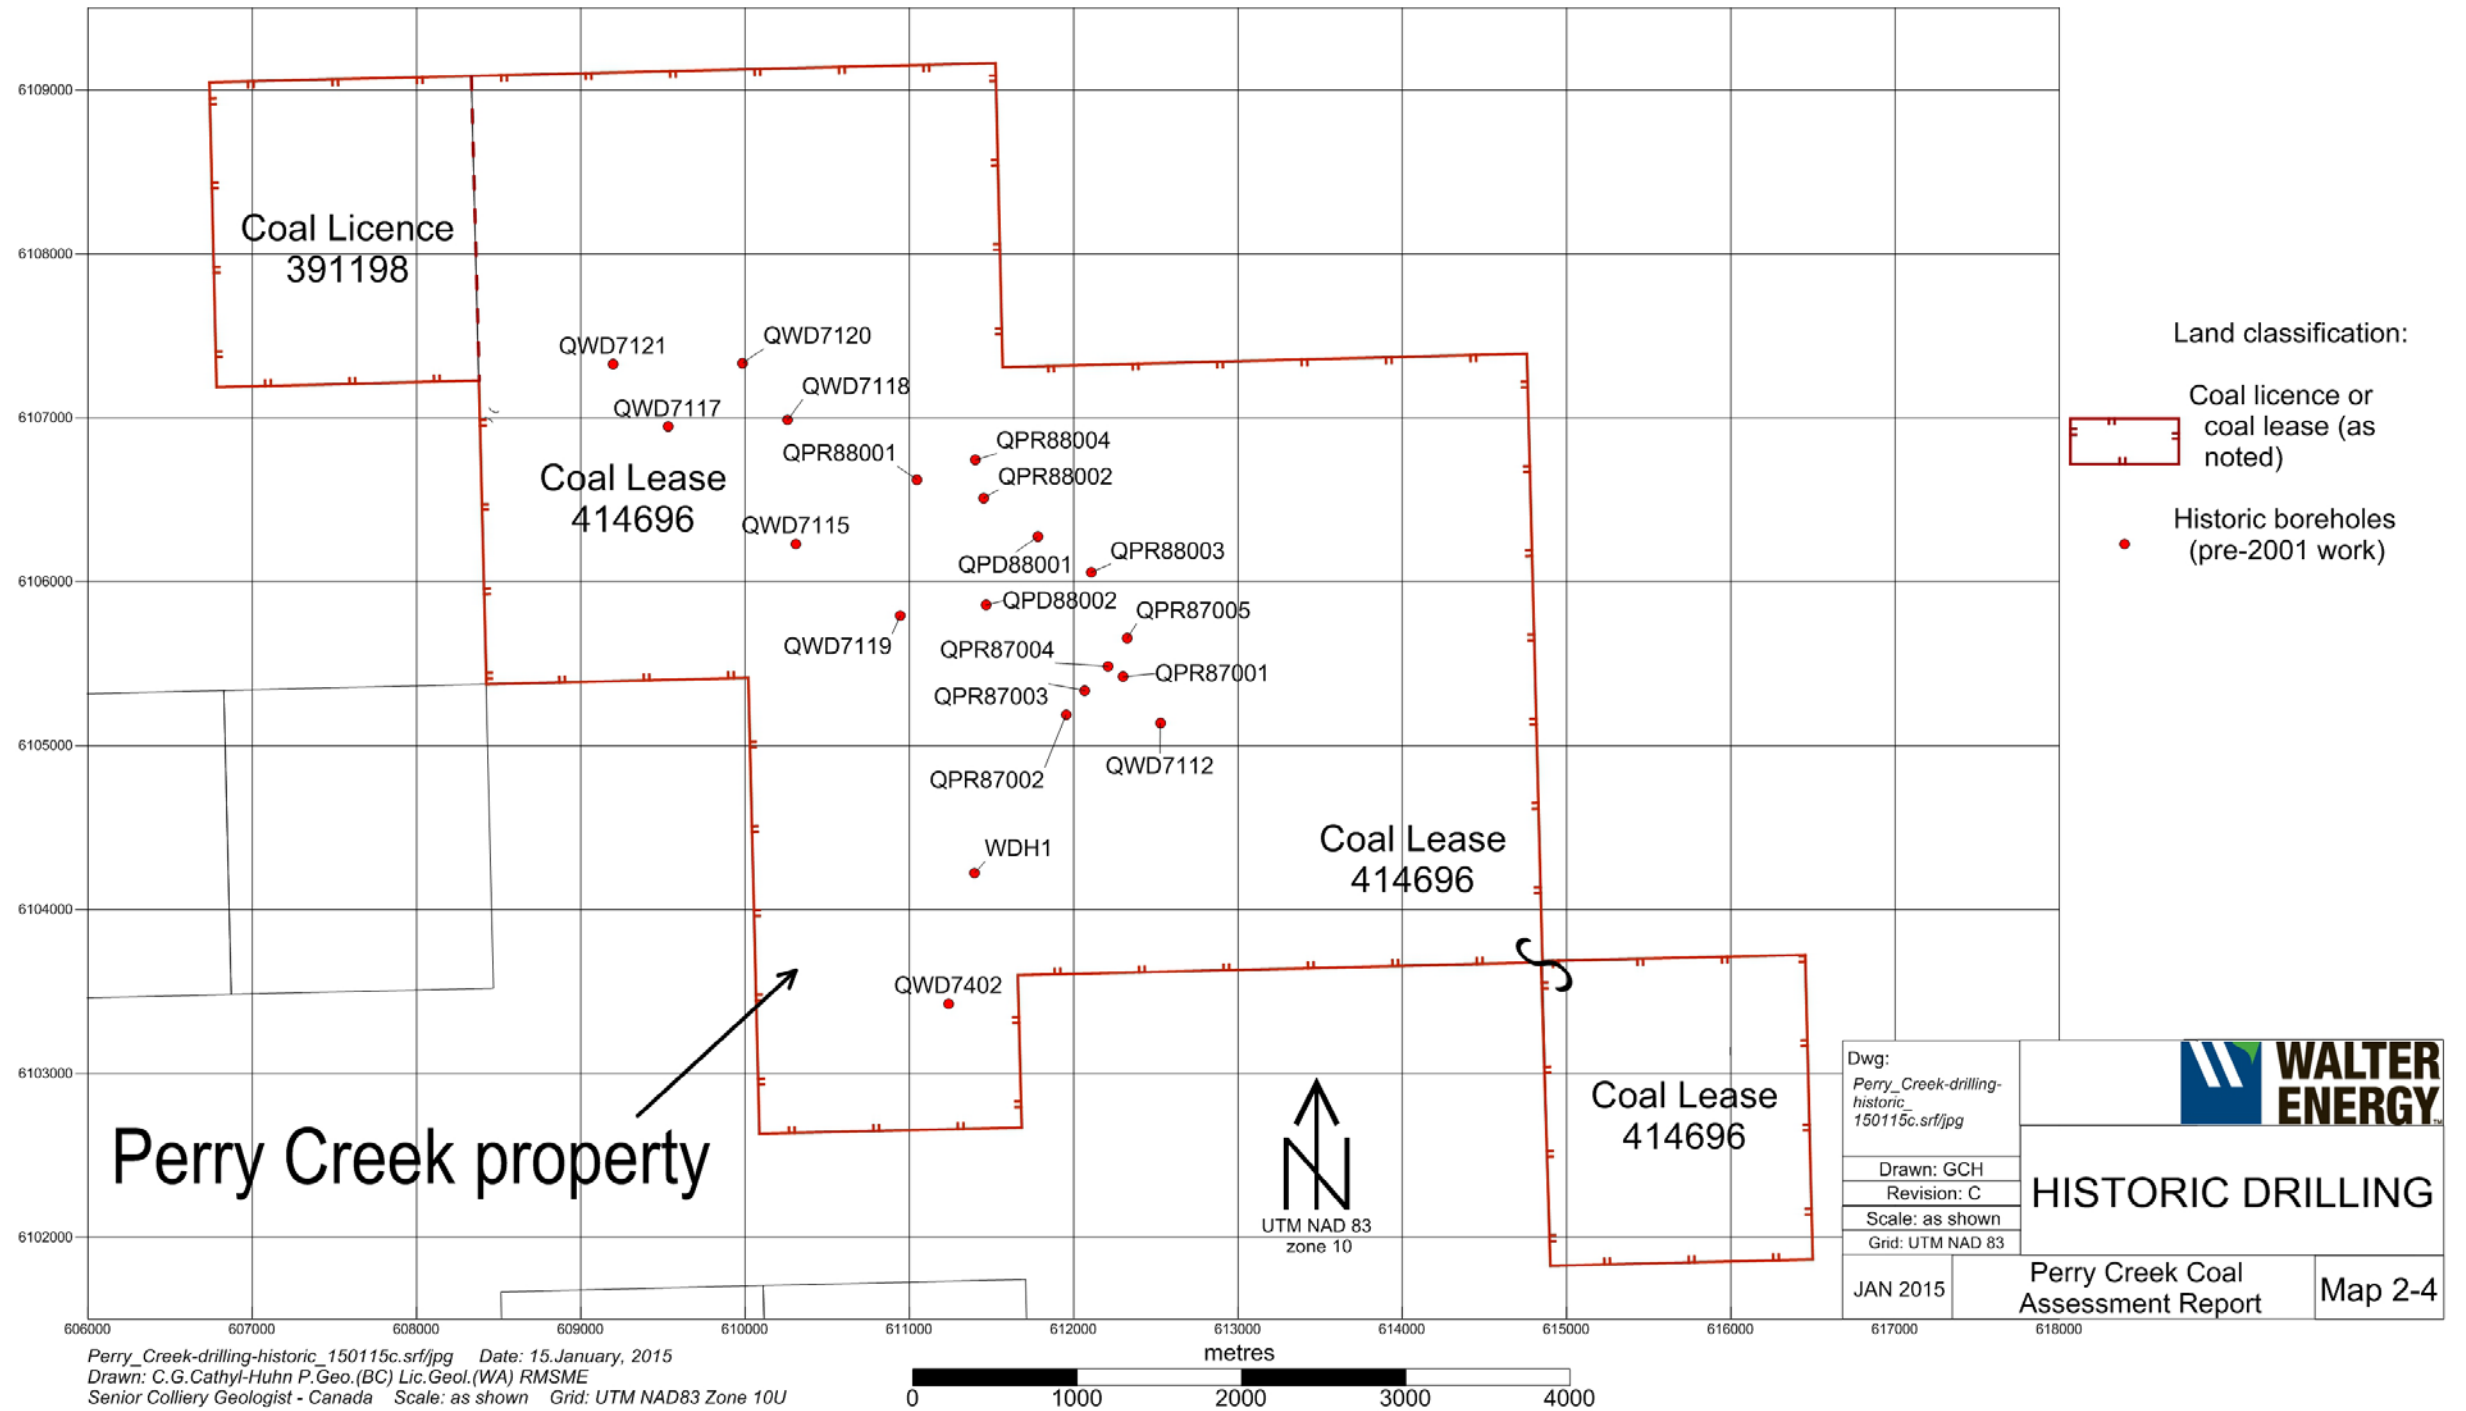 6109000
6108000
6107000
6106000
6105000
6104000
6103000
6102000
Coal Licence
391198
QWD7121
QWD7120
QWD7118
QWD7117
QPR88004
QPR88001
QPR88002
Coal Lease
414696
QWD7115
QPR88003
QPD88001
QPD88002
QPR87005
QWD7119
QPR87004
QPR87001
QPR87003
QWD7112
QPR87002
WDH1
Coal Lease
414696
QWD7402
Coal Lease
414696
Perry Creek property
N
UTM NAD 83
zone 10
Land classification:
Coal licence or
coal lease (as
noted)
Historic boreholes
(pre-2001 work)
Dwg:
Perry_Creek-drilling-
historic_
150115c.srf/jpg
Drawn: GCH
Revision: C
Scale: as shown
Grid: UTM NAD 83
JAN 2015
WALTER
ENERGY™
HISTORIC DRILLING
Perry Creek Coal
Assessment Report
Map 2-4
606000 607000 608000 609000 610000 611000 612000 613000 614000 615000 616000 617000 618000
metres
0 1000 2000 3000 4000
Perry_Creek-drilling-historic_150115c.srf/jpg Date: 15.January, 2015
Drawn: C.G.Cathyl-Huhn P.Geo.(BC) Lic.Geol.(WA) RMSME
Senior Colliery Geologist - Canada Scale: as shown Grid: UTM NAD83 Zone 10U